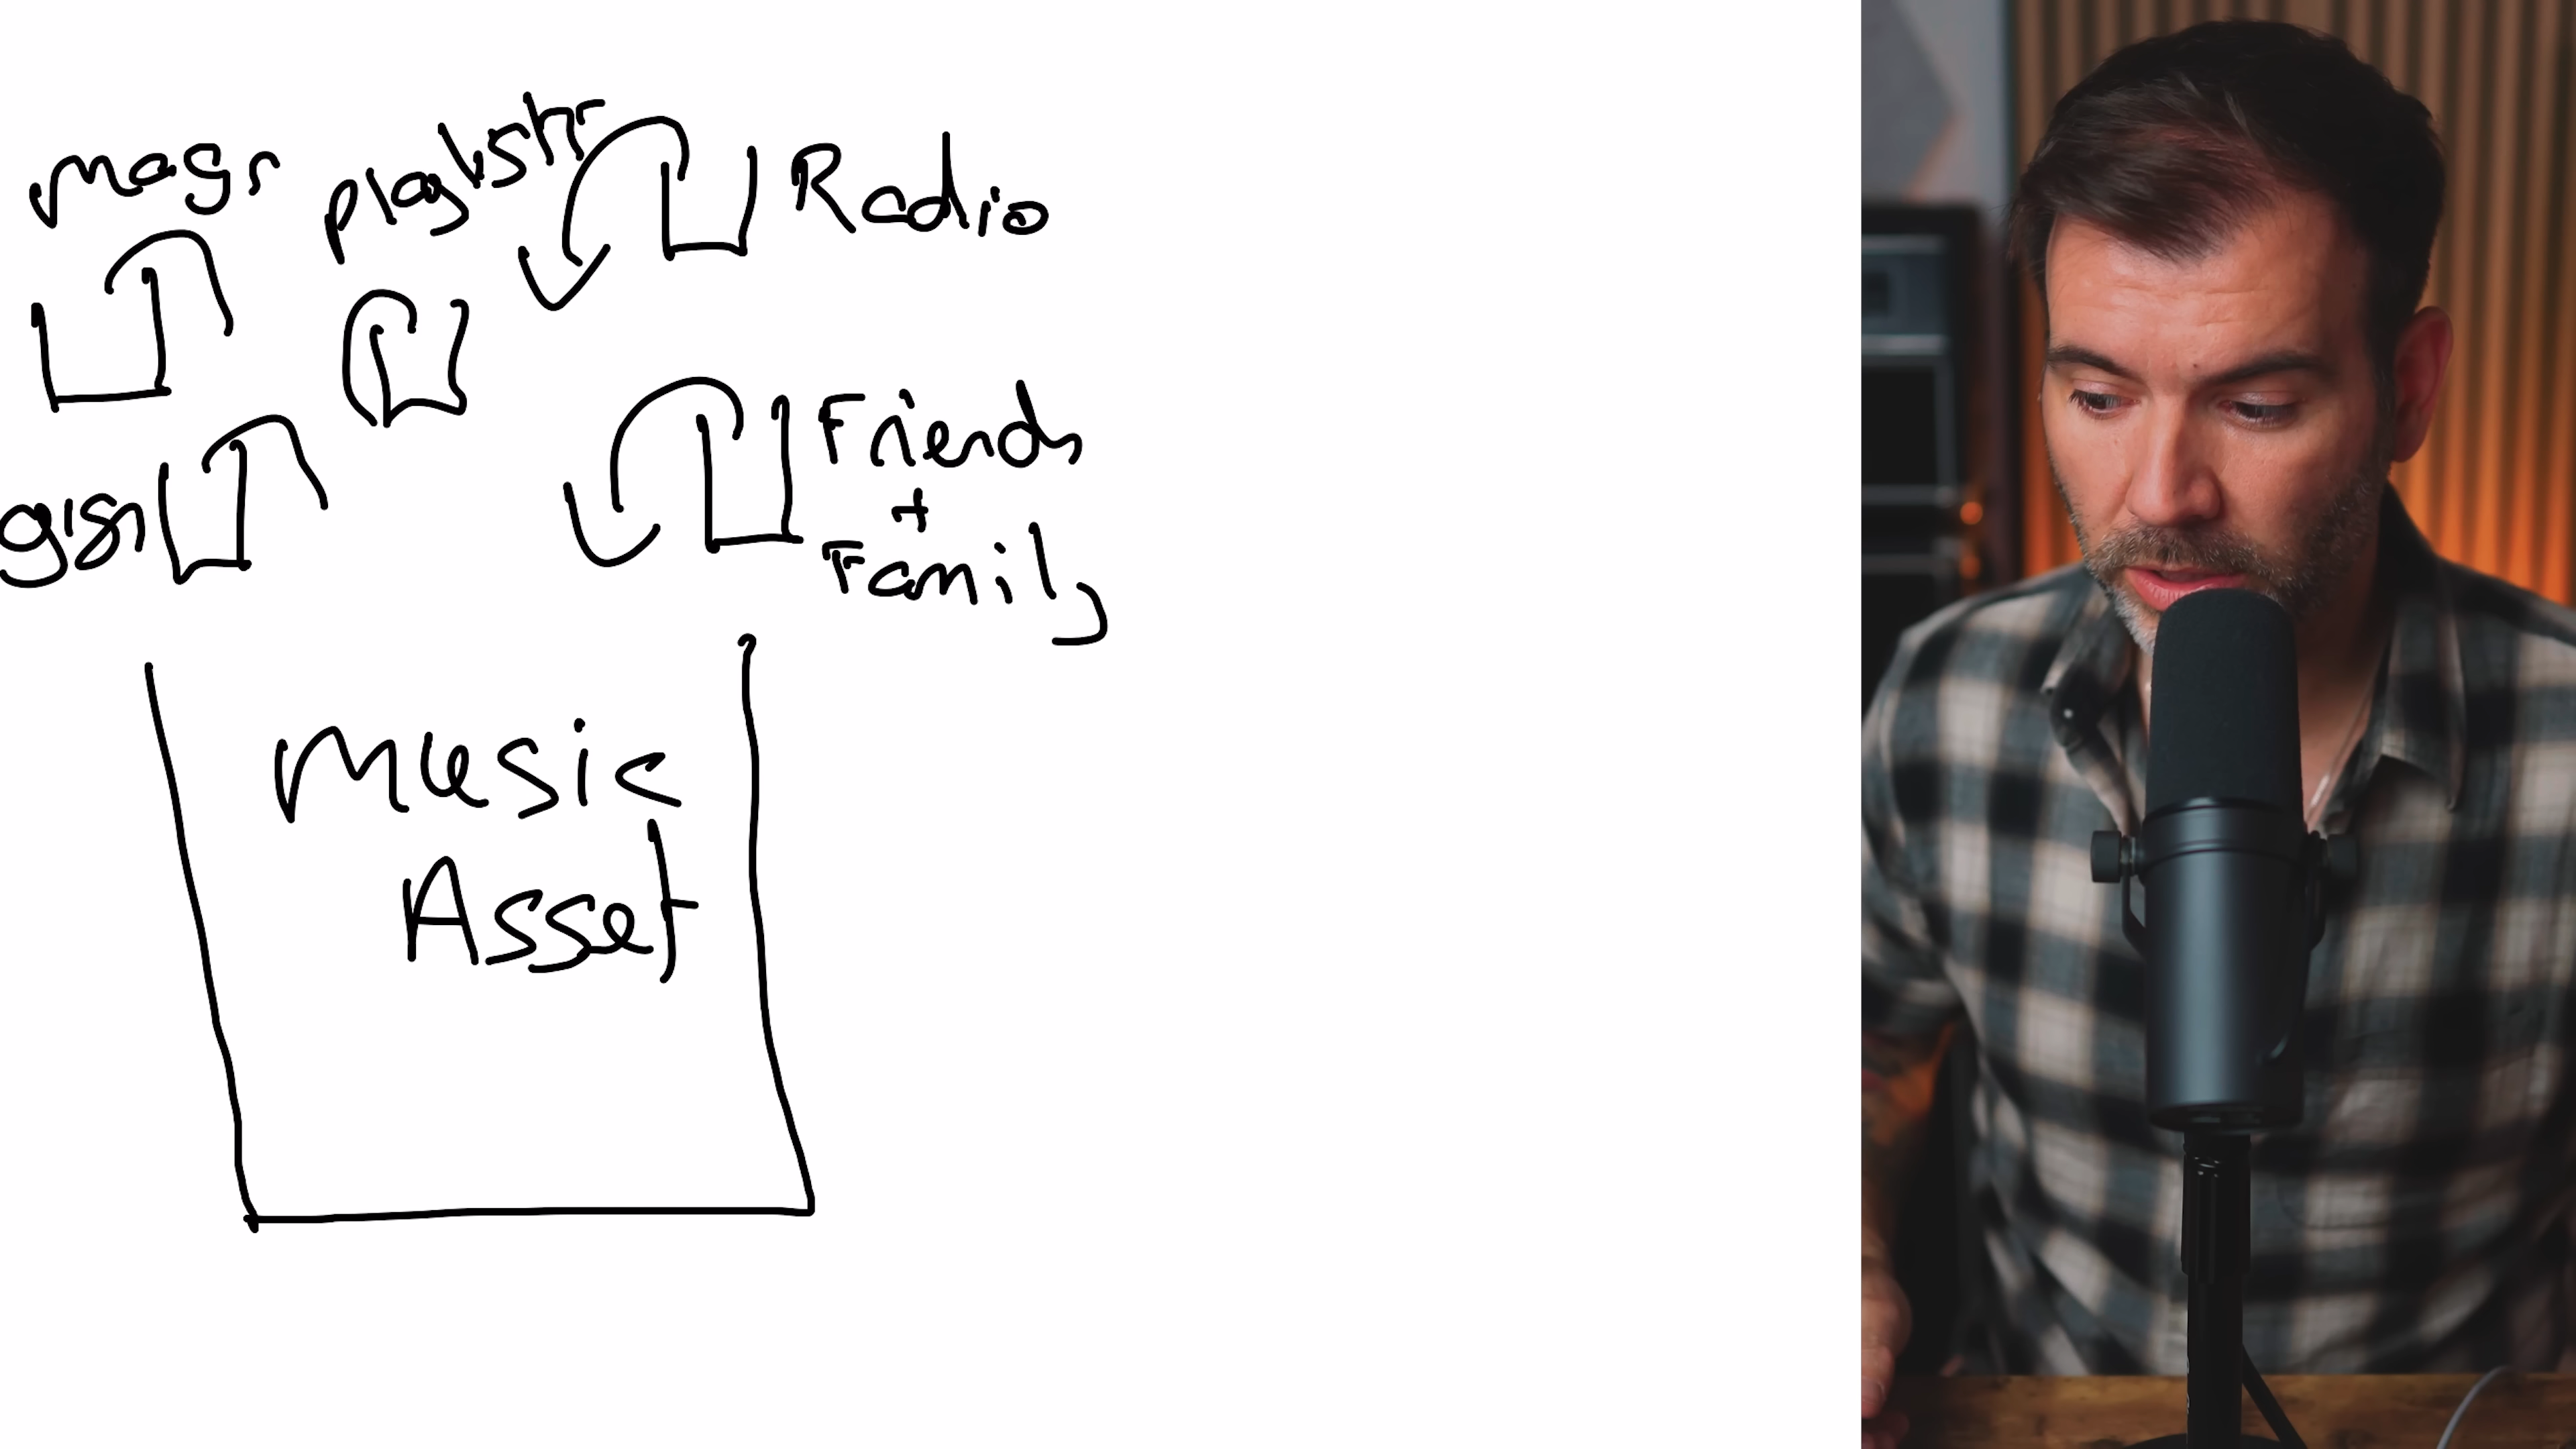 mags
playlists
Radio
gigs
Friends
+
Family
Music
Asset